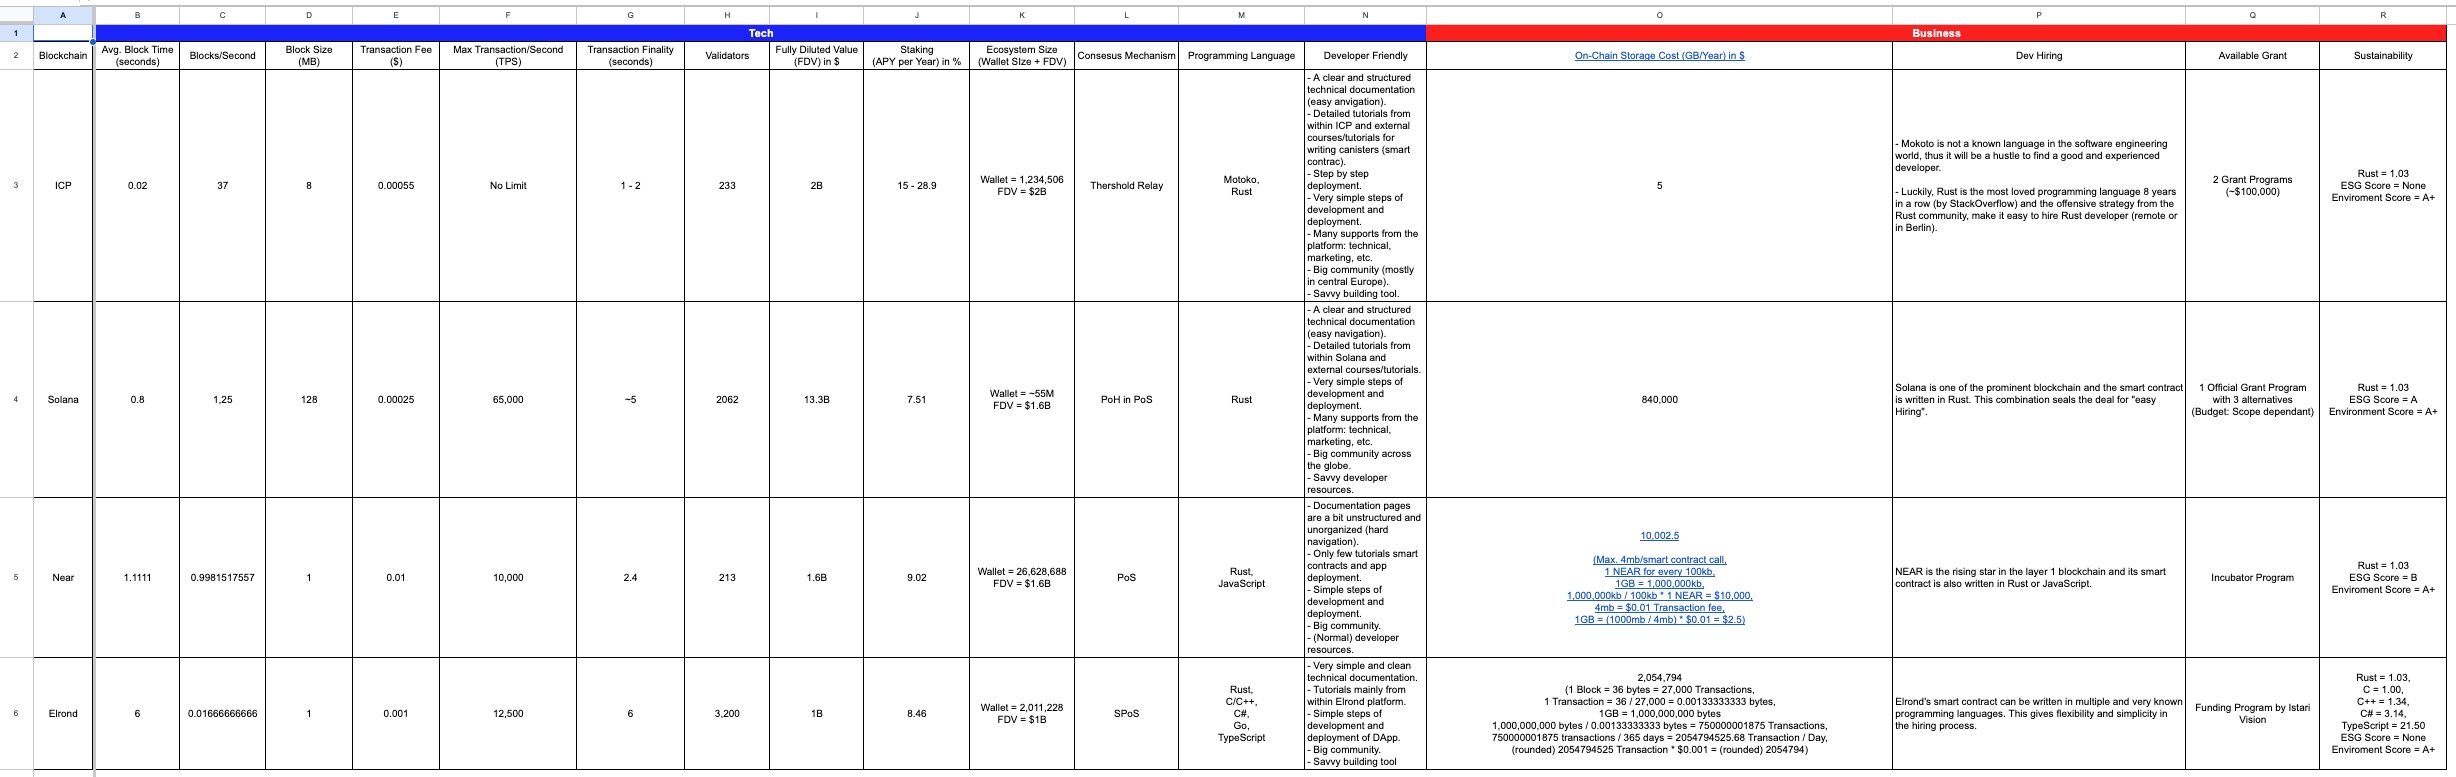 A B C D E F G H I J K L M N O P Q R
1 Tech Business
2 Blockchain
Avg. Block Time
(seconds)
Blocks/Second
Block Size
(MB)
Transaction Fee
($)
Max Transaction/Second
(TPS)
Transaction Finality
(seconds)
Validators
Fully Diluted Value
(FDV) in $
Staking
(APY per Year) in %
Ecosystem Size
(Wallet SIze + FDV)
Consesus Mechanism
Programming Language
Developer Friendly
On-Chain Storage Cost (GB/Year) in $
Dev Hiring
Available Grant
Sustainability
3
ICP
0.02
37
8
0.00055
No Limit
1 - 2
233
2B
15 - 28.9
Wallet = 1,234,506
FDV = $2B
Thershold Relay
Motoko,
Rust
- A clear and structured
technical documentation
(easy anvigation).
- Detailed tutorials from
within ICP and external
courses/tutorials for
writing canisters (smart
contrac).
- Step by step
deployment.
- Very simple steps of
development and
deployment.
- Many supports from the
platform: technical,
marketing, etc.
- Big community (mostly
in central Europe).
- Savvy building tool.
5
- Mokoto is not a known language in the software engineering
world, thus it will be a hustle to find a good and experienced
developer.
- Luckily, Rust is the most loved programming language 8 years
in a row (by StackOverflow) and the offensive strategy from the
Rust community, make it easy to hire Rust developer (remote or
in Berlin).
2 Grant Programs
(~$100,000)
Rust = 1.03
ESG Score = None
Enviroment Score = A+
4
Solana
0.8
1,25
128
0.00025
65,000
~5
2062
13.3B
7.51
Wallet = ~55M
FDV = $1.6B
PoH in PoS
Rust
- A clear and structured
technical documentation
(easy navigation).
- Detailed tutorials from
within Solana and
external courses/tutorials.
- Very simple steps of
development and
deployment.
- Many supports from the
platform: technical,
marketing, etc.
- Big community across
the globe.
- Savvy developer
resources.
840,000
Solana is one of the prominent blockchain and the smart contract
is written in Rust. This combination seals the deal for "easy
Hiring".
1 Official Grant Program
with 3 alternatives
(Budget: Scope dependant)
Rust = 1.03
ESG Score = A
Environment Score = A+
5
Near
1.1111
0.9981517557
1
0.01
10,000
2.4
213
1.6B
9.02
Wallet = 26,628,688
FDV = $1.6B
PoS
Rust,
JavaScript
- Documentation pages
are a bit unstructured and
unorganized (hard
navigation).
- Only few tutorials smart
contracts and app
deployment.
- Simple steps of
development and
deployment.
- Big community.
- (Normal) developer
resources.
10,002.5
(Max. 4mb/smart contract call,
1 NEAR for every 100kb,
1GB = 1,000,000kb,
1,000,000kb / 100kb * 1 NEAR = $10,000,
4mb = $0.01 Transaction fee,
1GB = (1000mb / 4mb) * $0.01 = $2.5)
NEAR is the rising star in the layer 1 blockchain and its smart
contract is also written in Rust or JavaScript.
Incubator Program
Rust = 1.03
ESG Score = B
Enviroment Score = A+
6
Elrond
6
0.01666666666
1
0.001
12,500
6
3,200
1B
8.46
Wallet = 2,011,228
FDV = $1B
SPoS
Rust,
C/C++,
C#,
Go,
TypeScript
- Very simple and clean
technical documentation.
- Tutorials mainly from
within Elrond platform.
- Simple steps of
development and
deployment of DApp.
- Big community.
- Savvy building tool
2,054,794
(1 Block = 36 bytes = 27,000 Transactions,
1 Transaction = 36 / 27,000 = 0.00133333333 bytes,
1GB = 1,000,000,000 bytes
1,000,000,000 bytes / 0.00133333333 bytes = 750000001875 Transactions,
750000001875 transactions / 365 days = 2054794525.68 Transaction / Day,
(rounded) 2054794525 Transaction * $0.001 = (rounded) 2054794)
Elrond's smart contract can be written in multiple and very known
programming languages. This gives flexibility and simplicity in
the hiring process.
Funding Program by Istari
Vision
Rust = 1.03,
C = 1.00,
C++ = 1.34,
C# = 3.14,
TypeScript = 21.50
ESG Score = None
Enviroment Score = A+